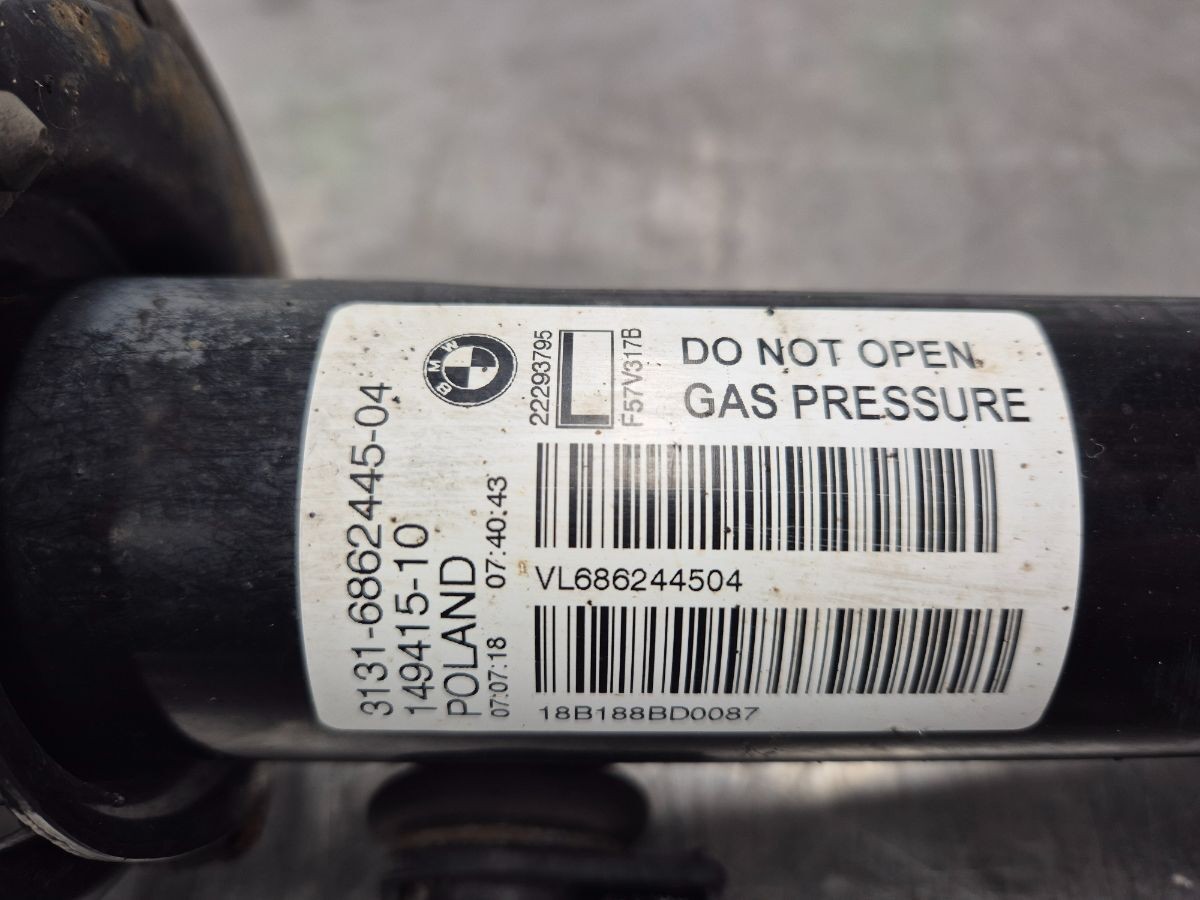 BMW
3131-6862445-04
149415-10
POLAND
07:07:18 07:40:43
22293795
F57V317B
DO NOT OPEN
GAS PRESSURE
VL686244504
18B188BD0087